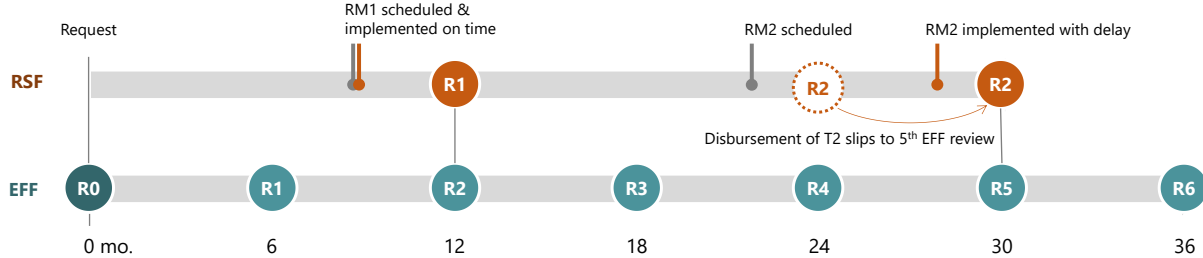 RM1 scheduled &
implemented on time
Request
RM2 scheduled
RM2 implemented with delay
RSF
R1
R2
R2
Disbursement of T2 slips to 5th EFF review
EFF
R0
R1
R2
R3
R4
R5
R6
0 mo.
6
12
18
24
30
36